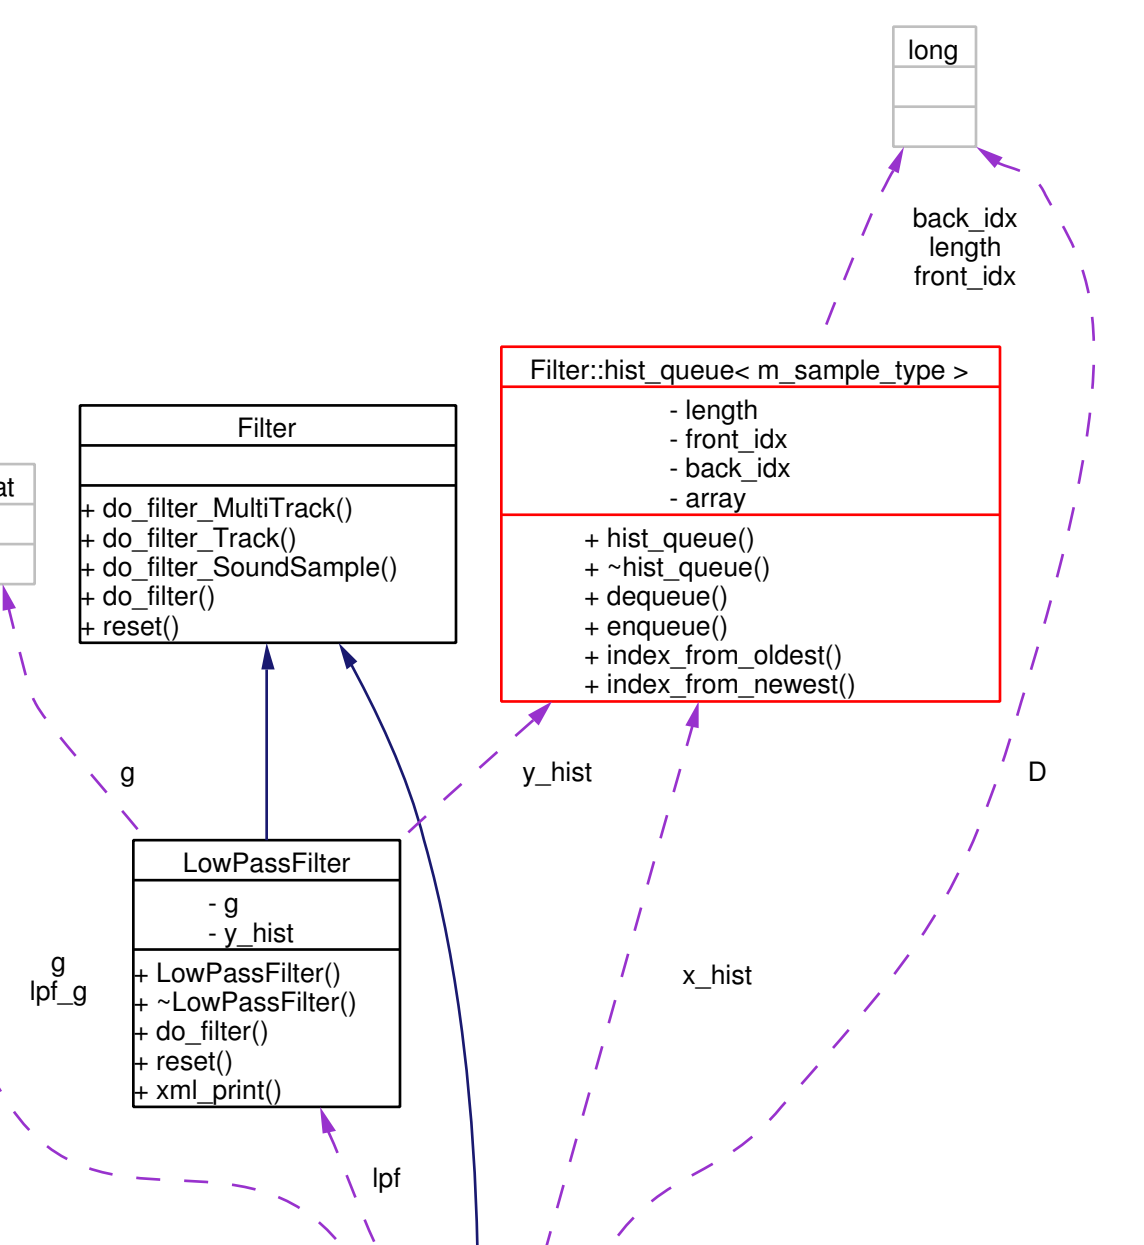 long
back_idx
length
front_idx
Filter::hist_queue< m_sample_type >
- length
- front_idx
- back_idx
- array
+ hist_queue()
+ ~hist_queue()
+ dequeue()
+ enqueue()
+ index_from_oldest()
+ index_from_newest()
Filter
+ do_filter_MultiTrack()
+ do_filter_Track()
+ do_filter_SoundSample()
+ do_filter()
+ reset()
at
g
y_hist
D
LowPassFilter
- g
- y_hist
+ LowPassFilter()
+ ~LowPassFilter()
+ do_filter()
+ reset()
+ xml_print()
g
lpf_g
x_hist
lpf